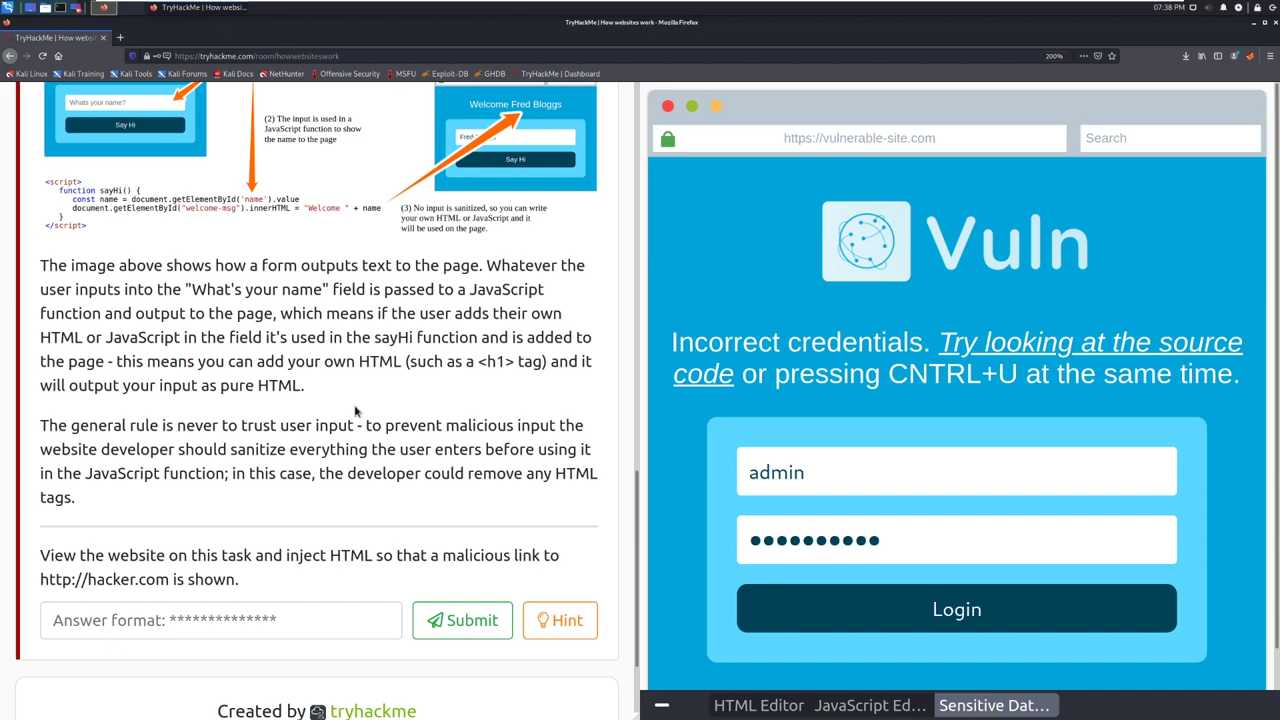 07:38 PM
TryHackMe | How websi...
TryHackMe | How websites work - Mozilla Firefox
TryHackMe | How websi
https://tryhackme.com/room/howwebsiteswork
200%
Kali Linux
Kali Training
Kali Tools
Kali Forums
Kali Docs
NetHunter
Offensive Security
MSFU
Exploit-DB
GHDB
TryHackMe | Dashboard
Whats your name?
Say Hi
(2) The input is used in a
JavaScript function to show
the name to the page
Welcome Fred Bloggs
Say Hi
<script>
function sayHi() {
const name = document.getElementById('name').value
document.getElementById("welcome-msg").innerHTML = "Welcome " + name
}
</script>
(3) No input is sanitized, so you can write
your own HTML or JavaScript and it
will be used on the page.
The image above shows how a form outputs text to the page. Whatever the
user inputs into the "What's your name" field is passed to a JavaScript
function and output to the page, which means if the user adds their own
HTML or JavaScript in the field it's used in the sayHi function and is added to
the page - this means you can add your own HTML (such as a <h1> tag) and it
will output your input as pure HTML.
The general rule is never to trust user input - to prevent malicious input the
website developer should sanitize everything the user enters before using it
in the JavaScript function; in this case, the developer could remove any HTML
tags.
View the website on this task and inject HTML so that a malicious link to
http://hacker.com is shown.
Answer format: **************
Submit
Hint
Created by tryhackme
https://vulnerable-site.com
Search
Vuln
Incorrect credentials. Try looking at the source
code or pressing CNTRL+U at the same time.
admin
●●●●●●●●●●
Login
HTML Editor
JavaScript Ed...
Sensitive Dat...